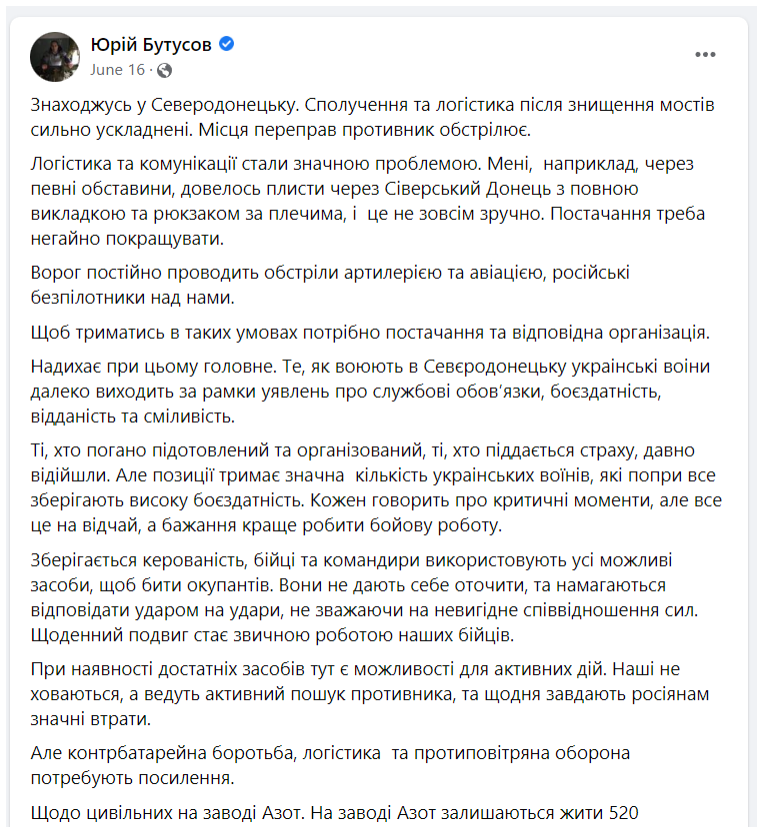 Юрій Бутусов
June 16 ·
Знаходжусь у Северодонецьку. Сполучення та логістика після знищення мостів
сильно ускладнені. Місця переправ противник обстрілює.
Логістика та комунікації стали значною проблемою. Мені,  наприклад, через
певні обставини, довелось плисти через Сіверський Донець з повною
викладкою та рюкзаком за плечима, і  це не зовсім зручно. Постачання треба
негайно покращувати.
Ворог постійно проводить обстріли артилерією та авіацією, російські
безпілотники над нами.
Щоб триматись в таких умовах потрібно постачання та відповідна організація.
Надихає при цьому головне. Те, як воюють в Севєродонецьку украінські воіни
далеко виходить за рамки уявлень про службові обов’язки, боєздатність,
відданість та сміливість.
Ті, хто погано підотовлений та організований, ті, хто піддається страху, давно
відійшли. Але позиції тримає значна  кількість украінських воїнів, які попри все
зберігають високу боєздатність. Кожен говорить про критичні моменти, але все
це на відчай, а бажання краще робити бойову роботу.
Зберігається керованість, бійці та командири використовують усі можливі
засоби, щоб бити окупантів. Вони не дають себе оточити, та намагаються
відповідати ударом на удари, не зважаючи на невигідне співвідношення сил.
Щоденний подвиг стає звичною роботою наших бійців.
При наявності достатніх засобів тут є можливості для активних дій. Наші не
ховаються, а ведуть активний пошук противника, та щодня завдають росіянам
значні втрати.
Але контрбатарейна боротьба, логістика  та протиповітряна оборона
потребують посилення.
Щодо цивільних на заводі Азот. На заводі Азот залишаються жити 520